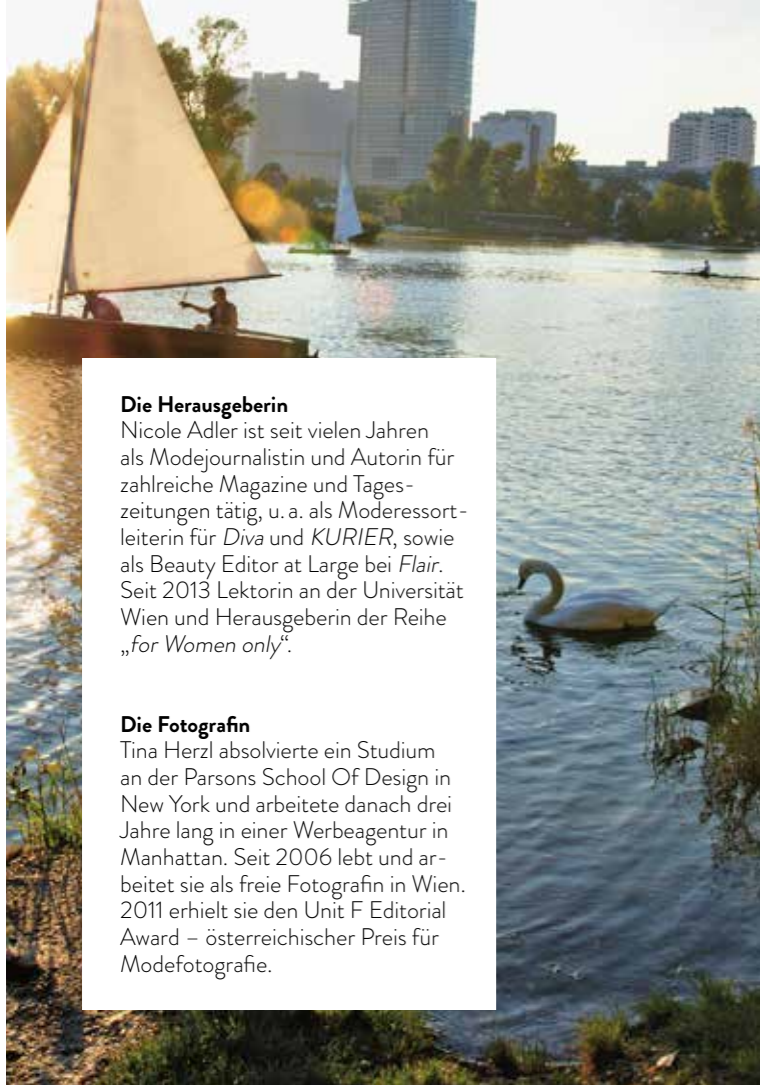 Die Herausgeberin
Nicole Adler ist seit vielen Jahren
als Modejournalistin und Autorin für
zahlreiche Magazine und Tages-
zeitungen tätig, u. a. als Moderessort-
leiterin für Diva und KURIER, sowie
als Beauty Editor at Large bei Flair.
Seit 2013 Lektorin an der Universität
Wien und Herausgeberin der Reihe
„for Women only“.
Die Fotografin
Tina Herzl absolvierte ein Studium
an der Parsons School Of Design in
New York und arbeitete danach drei
Jahre lang in einer Werbeagentur in
Manhattan. Seit 2006 lebt und ar-
beitet sie als freie Fotografin in Wien.
2011 erhielt sie den Unit F Editorial
Award – österreichischer Preis für
Modefotografie.